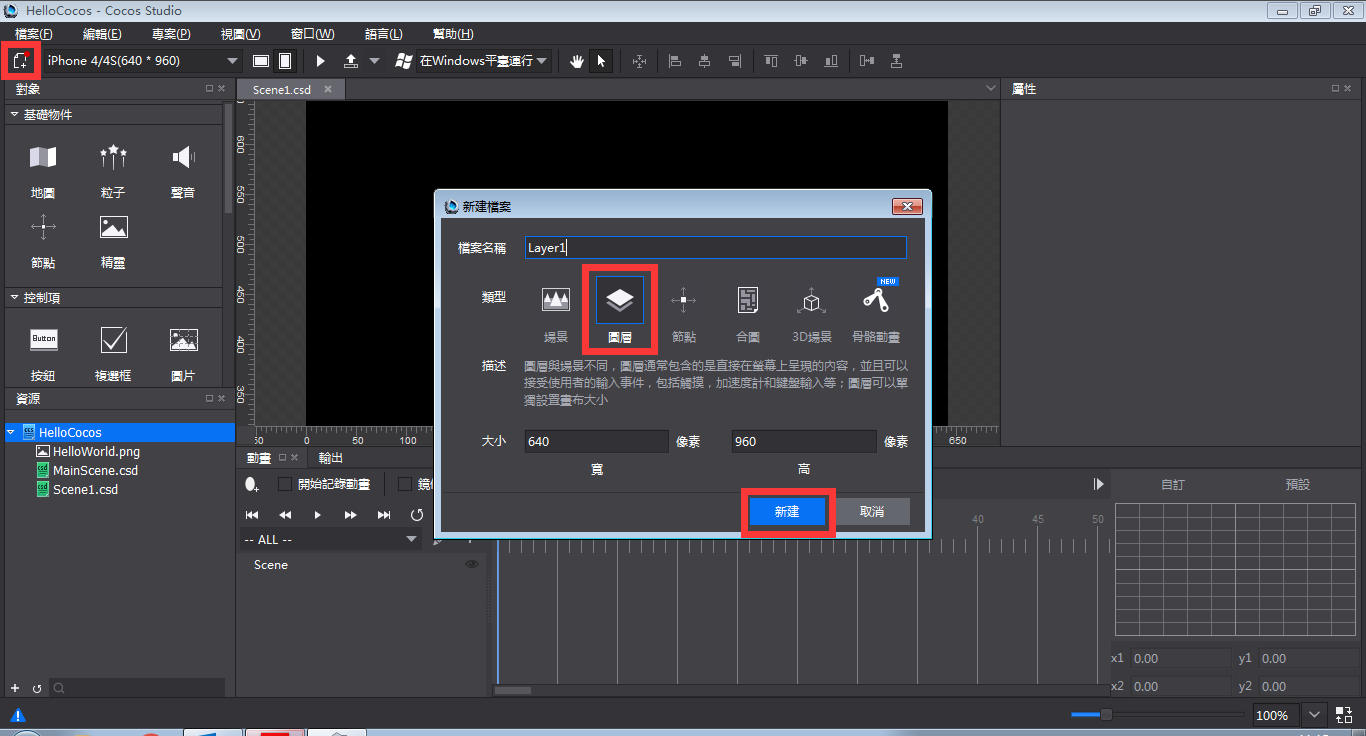 HelloCocos - Cocos Studio
檔案(F) 編輯(E) 專案(P) 視圖(V) 窗口(W) 語言(L) 幫助(H)
iPhone 4/4S(640 * 960) 在Windows平臺運行
對象
Scene1.csd
屬性
基礎物件
地圖 粒子 聲音
節點 精靈
控制項
Button
按鈕 複選框 圖片
600
550
500
450
400
350
50 0 50 100 650
新建檔案
檔案名稱 Layer1
類型
NEW
場景 圖層 節點 合圖 3D場景 骨骼動畫
描述 圖層與場景不同，圖層通常包含的是直接在螢幕上呈現的內容，並且可以
接受使用者的輸入事件，包括觸摸，加速度計和鍵盤輸入等；圖層可以單
獨設置畫布大小
大小 640 像素 960 像素
寬 高
新建 取消
資源
HelloCocos
HelloWorld.png
MainScene.csd
Scene1.csd
動畫 輸出
開始記錄動畫
-- ALL --
Scene
40 45 50
自訂 預設
x1 0.00 y1 0.00
x2 0.00 y2 0.00
100%